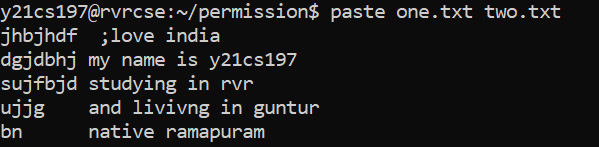 y21cs197@rvrcse:~/permission$ paste one.txt two.txt
jhbjhdf  ;love india
dgjdbhj my name is y21cs197
sujfbjd studying in rvr
ujjg    and livivng in guntur
bn      native ramapuram